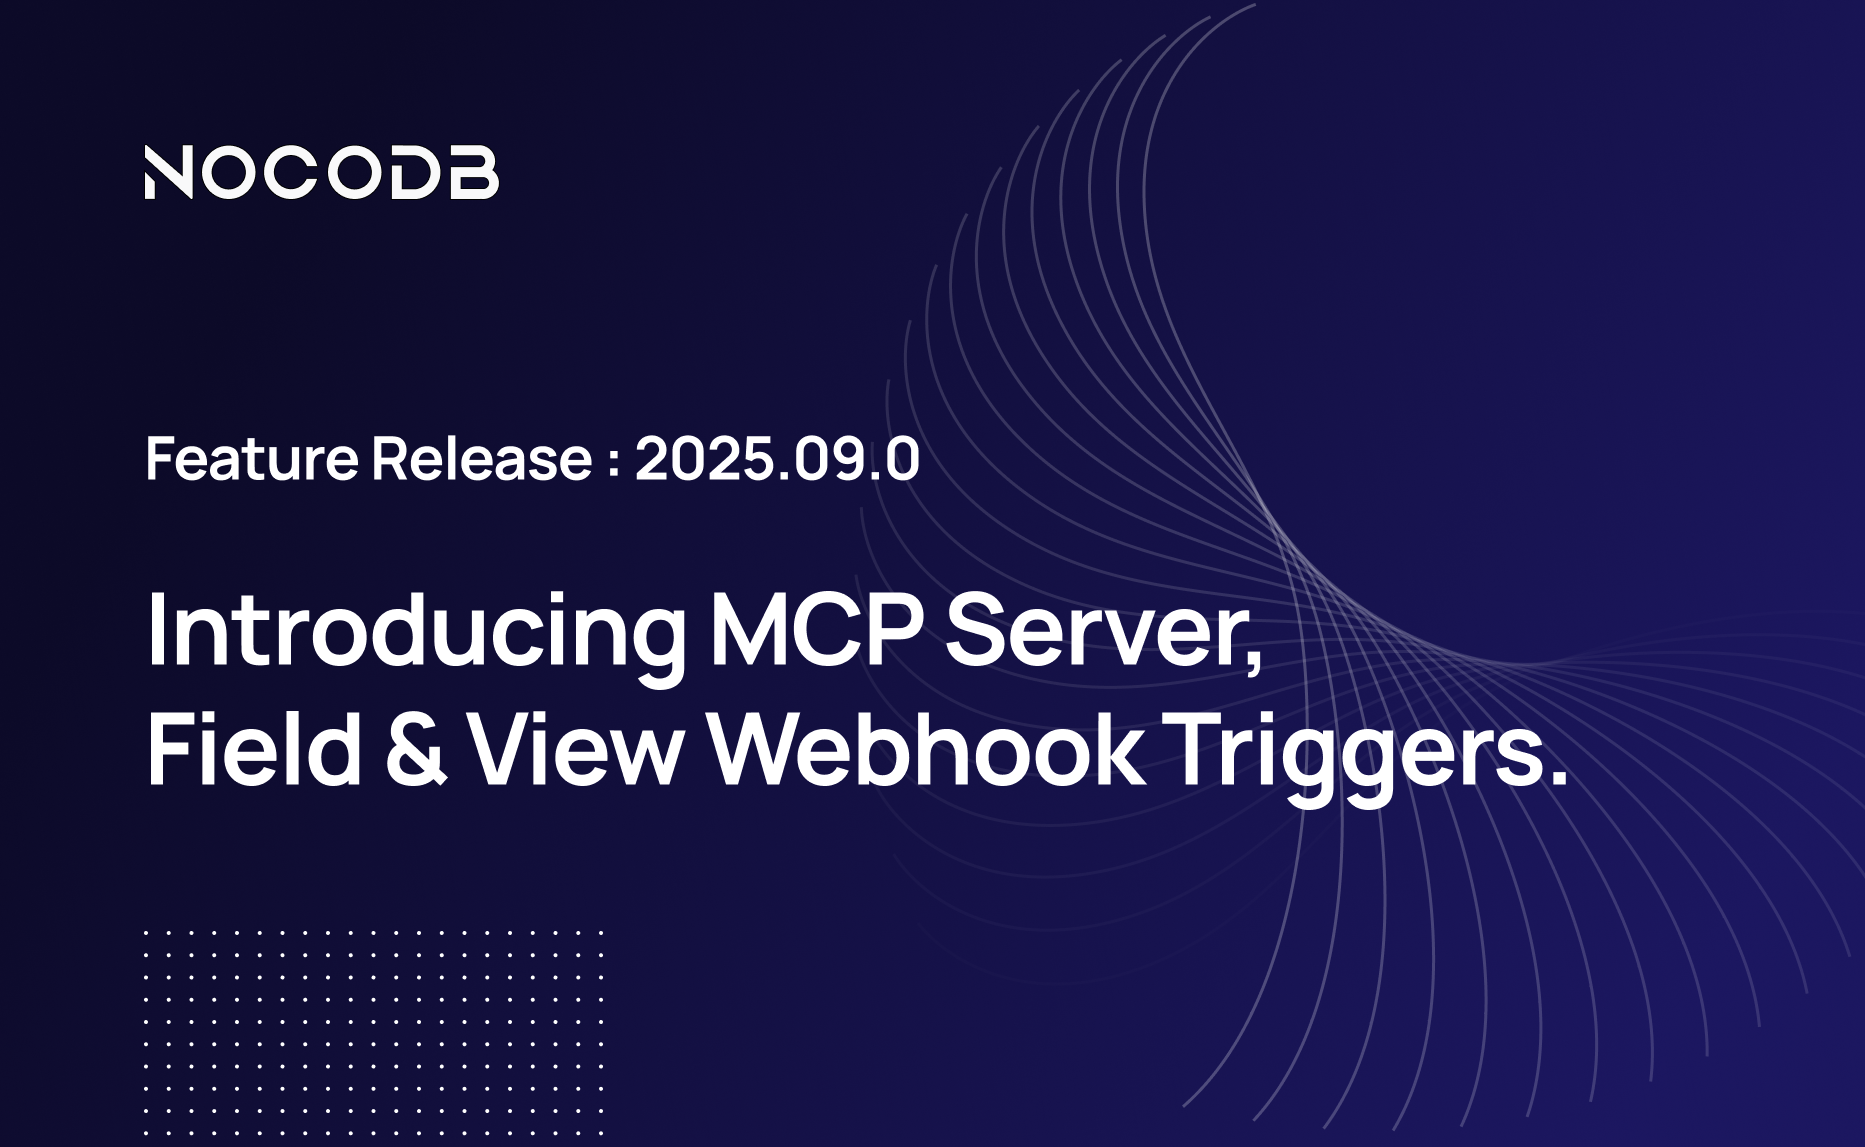 NOCODB
Feature Release : 2025.09.0
Introducing MCP Server,
Field & View Webhook Triggers.